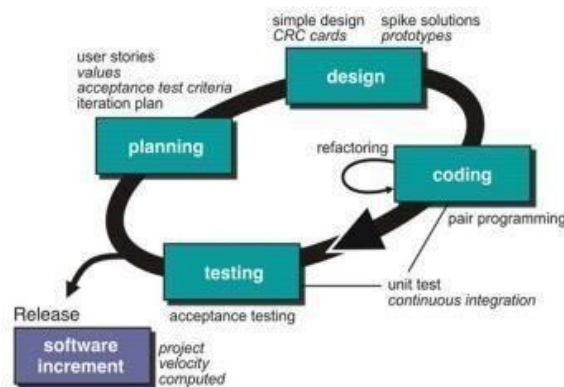 simple design
CRC cards
spike solutions
prototypes
design
user stories
values
acceptance test criteria
iteration plan
planning
refactoring
coding
pair programming
testing
acceptance testing
unit test
continuous integration
Release
software
increment
project
velocity
computed